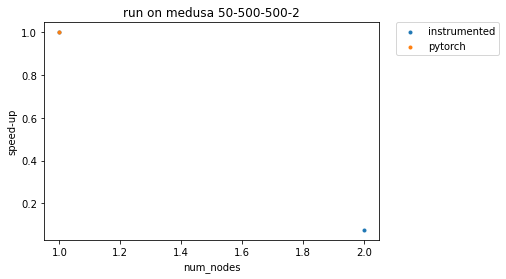 run on medusa 50-500-500-2
instrumented
pytorch
1.0
0.8
0.6
0.4
0.2
speed-up
1.0 1.2 1.4 1.6 1.8 2.0
num_nodes